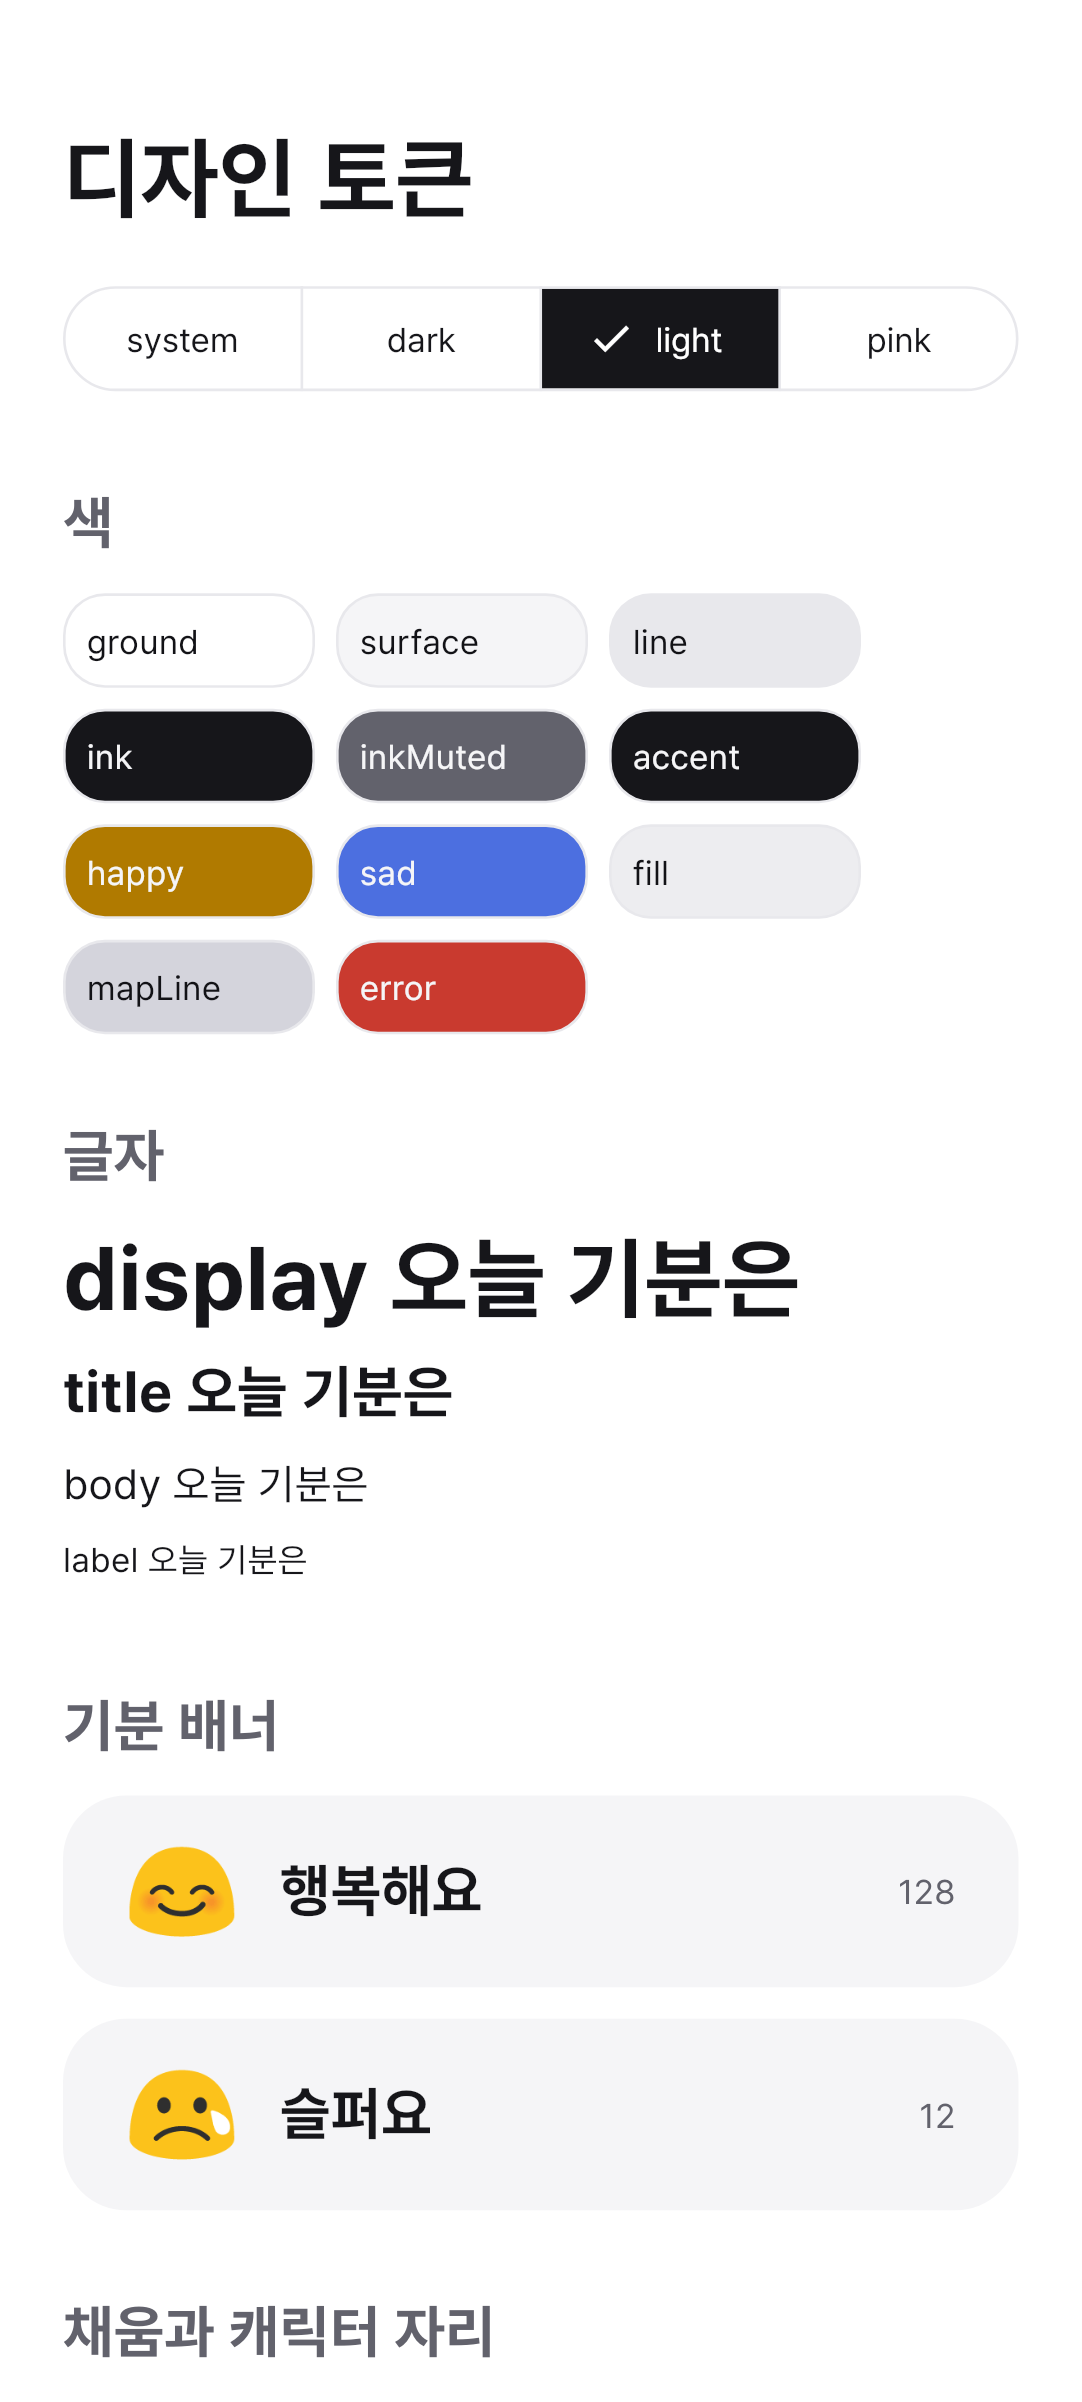 디자인 토큰
system dark light pink
색
ground surface line
ink inkMuted accent
happy sad fill
mapLine error
글자
display 오늘 기분은
title 오늘 기분은
body 오늘 기분은
label 오늘 기분은
기분 배너
행복해요 128
슬퍼요 12
채움과 캐릭터 자리